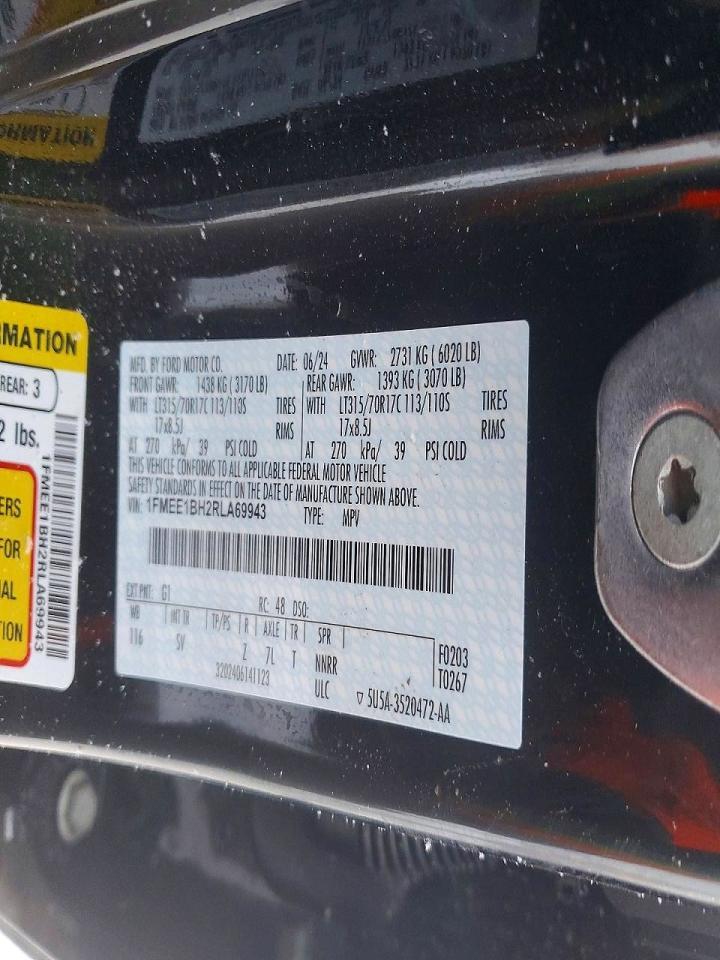 RMATION
REAR: 3
2 lbs.
1FMEE1BH2RLA69943
ERS
FOR
AL
TION
MFD. BY FORD MOTOR CO. DATE: 06/24 GVWR: 2731 KG ( 6020 LB)
FRONT GAWR: 1438 KG ( 3170 LB) REAR GAWR: 1393 KG ( 3070 LB)
WITH LT315/70R17C 113/110S TIRES WITH LT315/70R17C 113/110S TIRES
17x8.5J RIMS 17x8.5J RIMS
AT 270 kPa/ 39 PSI COLD AT 270 kPa/ 39 PSI COLD
THIS VEHICLE CONFORMS TO ALL APPLICABLE FEDERAL MOTOR VEHICLE
SAFETY STANDARDS IN EFFECT ON THE DATE OF MANUFACTURE SHOWN ABOVE.
VIN: 1FMEE1BH2RLA69943 TYPE: MPV
EXT PNT: G1 RC: 48 DSO:
WB INT TR TP/PS R AXLE TR SPR
116 SV Z 7L T NNRR F0203
3202406141123 ULC T0267
▽ 5U5A-3520472-AA